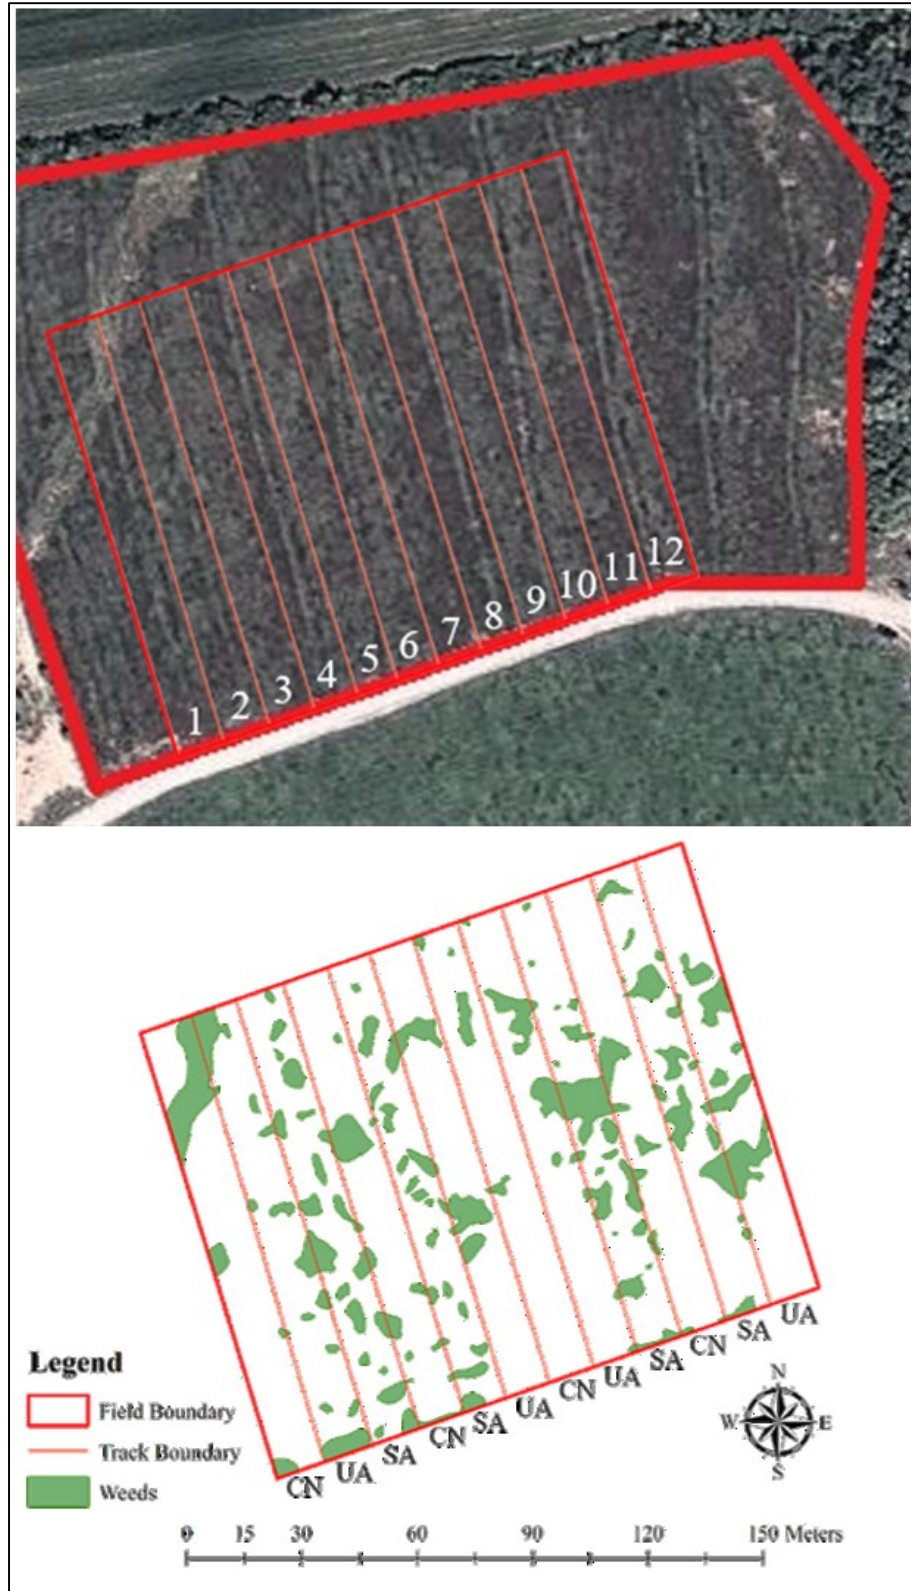 1 2 3 4 5 6 7 8 9 10 11 12
CN UA SA CN SA UA CN UA SA CN SA UA
Legend
Field Boundary
Track Boundary
Weeds
N
W E
S
0 15 30 60 90 120 150 Meters